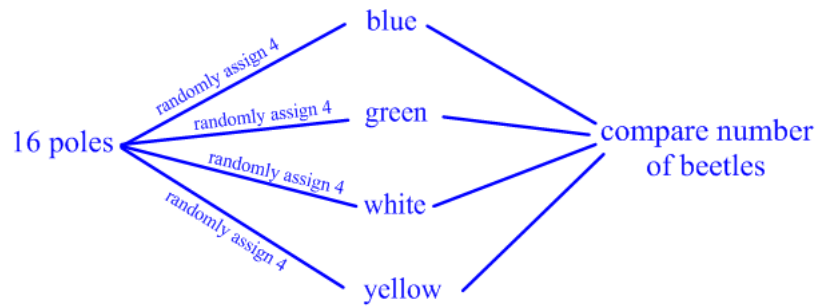 blue
randomly assign 4
randomly assign 4
green
16 poles
compare number
of beetles
randomly assign 4
white
randomly assign 4
yellow